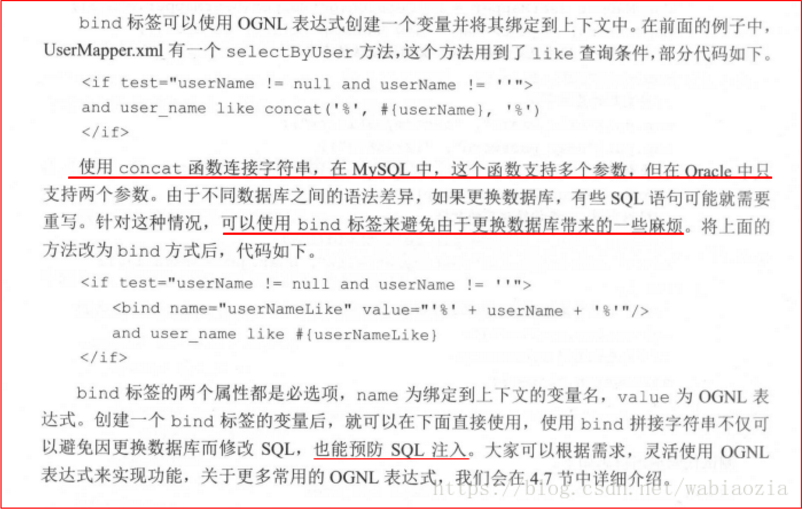 bind 标签可以使用 OGNL 表达式创建一个变量并将其绑定到上下文中。在前面的例子中，
UserMapper.xml 有一个 selectByUser 方法，这个方法用到了 like 查询条件，部分代码如下。
<if test="userName != null and userName != ''">
and user_name like concat('%', #{userName}, '%')
</if>
使用 concat 函数连接字符串，在 MySQL 中，这个函数支持多个参数，但在 Oracle 中只
支持两个参数。由于不同数据库之间的语法差异，如果更换数据库，有些 SQL 语句可能就需要
重写。针对这种情况，可以使用 bind 标签来避免由于更换数据库带来的一些麻烦。将上面的
方法改为 bind 方式后，代码如下。
<if test="userName != null and userName != ''">
<bind name="userNameLike" value="'%' + userName + '%'"/>
and user_name like #{userNameLike}
</if>
bind 标签的两个属性都是必选项，name 为绑定到上下文的变量名，value 为 OGNL 表
达式。创建一个 bind 标签的变量后，就可以在下面直接使用，使用 bind 拼接字符串不仅可
以避免因更换数据库而修改 SQL，也能预防 SQL 注入。大家可以根据需求，灵活使用 OGNL
表达式来实现功能，关于更多常用的 OGNL 表达式，我们会在 4.7 节中详细介绍。
https://blog.csdn.net/wabiaozia